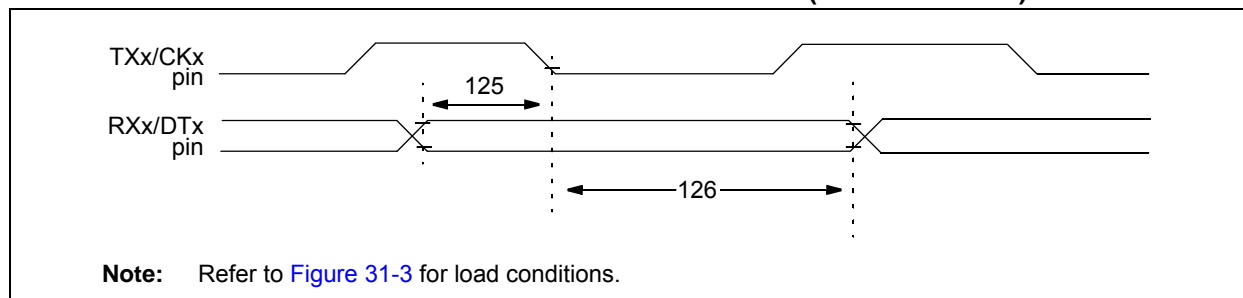 TXx/CKx
pin
125
RXx/DTx
pin
126
Note: Refer to Figure 31-3 for load conditions.